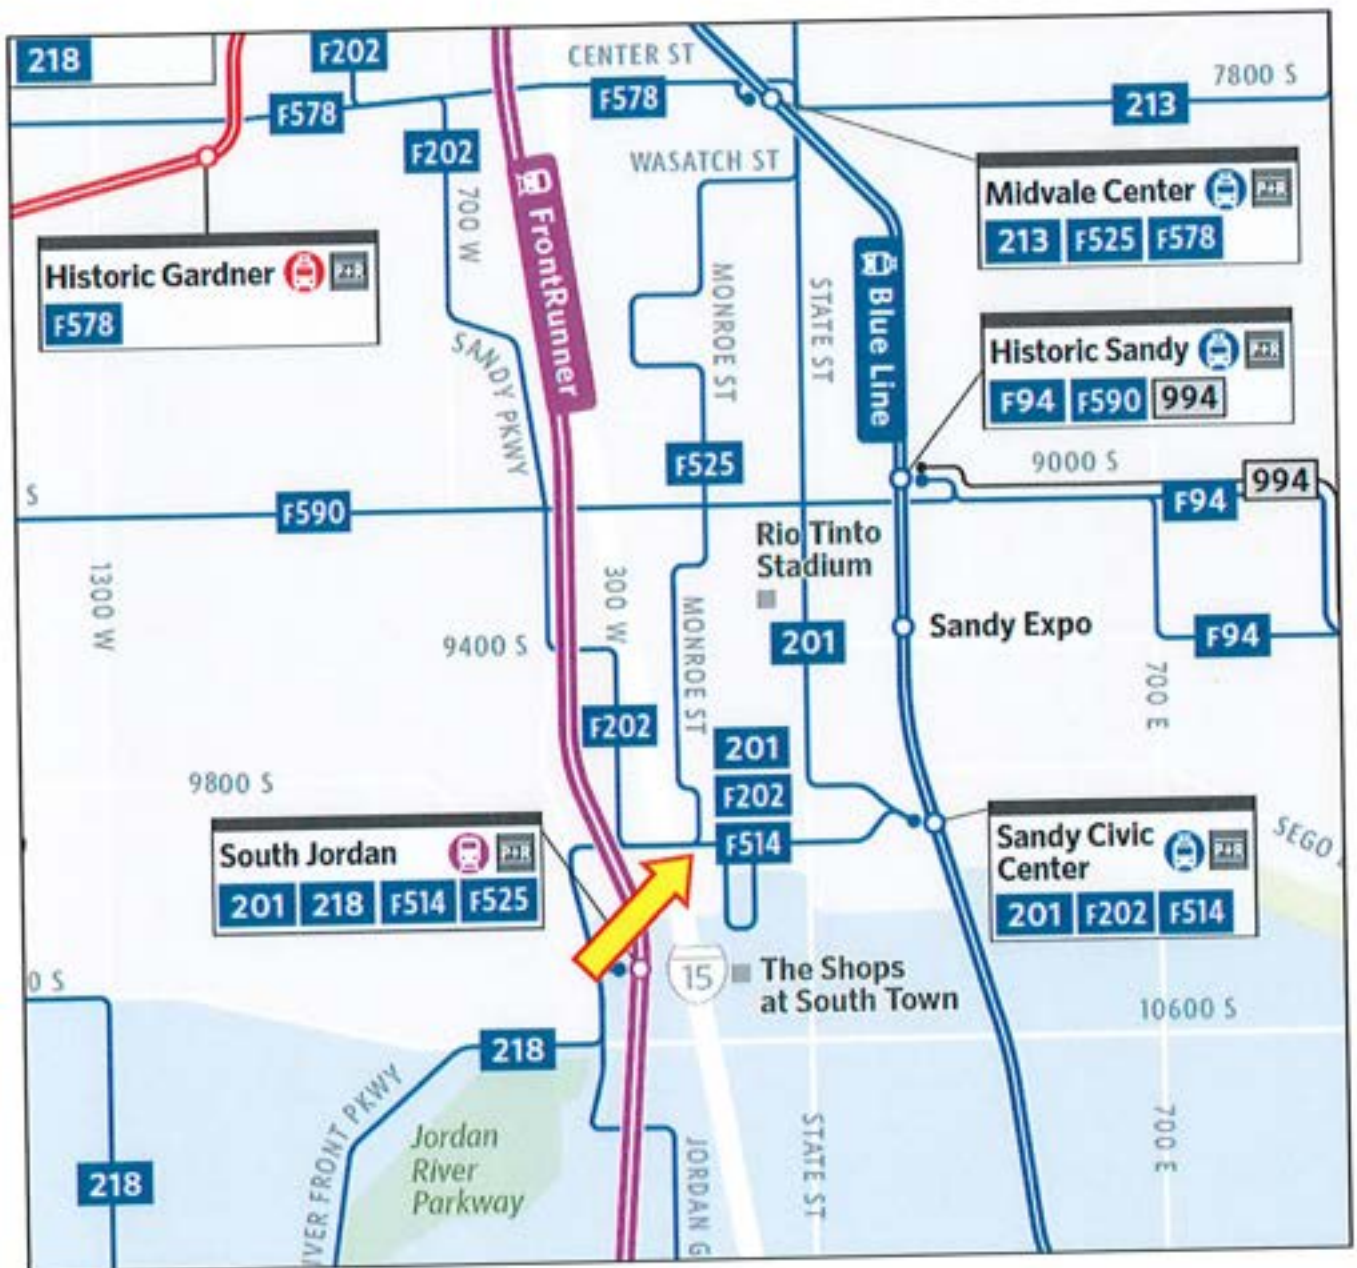 218
F202
CENTER ST
7800 S
F578
F578
213
F202
WASATCH ST
Midvale Center P+R
213 F525 F578
700 W
FrontRunner
Historic Gardner P+R
F578
MONROE ST
STATE ST
Blue Line
SANDY PKWY
Historic Sandy P+R
F94 F590 994
F525
9000 S
994
S
F590
F94
Rio Tinto
Stadium
1300 W
300 W
MONROE ST
9400 S
201
Sandy Expo
F94
700 E
F202
201
F202
F514
9800 S
South Jordan P+R
201 218 F514 F525
Sandy Civic
Center P+R
201 F202 F514
SEGO
0 S
15
The Shops
at South Town
10600 S
218
IVER FRONT PKWY
Jordan
River
Parkway
218
JORDAN G
STATE ST
700 E